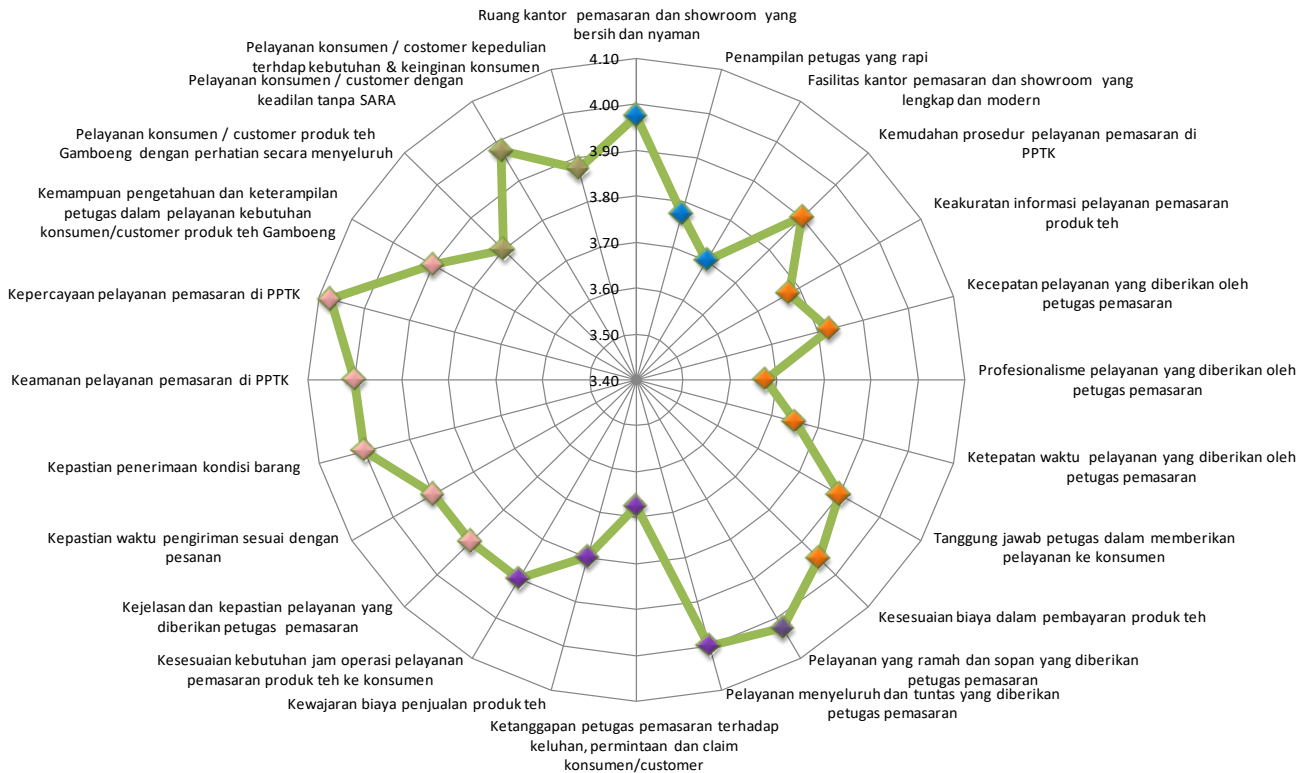 Ruang kantor pemasaran dan showroom yang
bersih dan nyaman
Penampilan petugas yang rapi
Fasilitas kantor pemasaran dan showroom yang
lengkap dan modern
Kemudahan prosedur pelayanan pemasaran di
PPTK
Keakuratan informasi pelayanan pemasaran
produk teh
Kecepatan pelayanan yang diberikan oleh
petugas pemasaran
Profesionalisme pelayanan yang diberikan oleh
petugas pemasaran
Ketepatan waktu pelayanan yang diberikan oleh
petugas pemasaran
Tanggung jawab petugas dalam memberikan
pelayanan ke konsumen
Kesesuaian biaya dalam pembayaran produk teh
Pelayanan yang ramah dan sopan yang diberikan
petugas pemasaran
Pelayanan menyeluruh dan tuntas yang diberikan
petugas pemasaran
Ketanggapan petugas pemasaran terhadap
keluhan, permintaan dan claim
konsumen/customer
Kewajaran biaya penjualan produk teh
Kesesuaian kebutuhan jam operasi pelayanan
pemasaran produk teh ke konsumen
Kejelasan dan kepastian pelayanan yang
diberikan petugas pemasaran
Kepastian waktu pengiriman sesuai dengan
pesanan
Kepastian penerimaan kondisi barang
Keamanan pelayanan pemasaran di PPTK
Kepercayaan pelayanan pemasaran di PPTK
Kemampuan pengetahuan dan keterampilan
petugas dalam pelayanan kebutuhan
konsumen/customer produk teh Gamboeng
Pelayanan konsumen / customer produk teh
Gamboeng dengan perhatian secara menyeluruh
Pelayanan konsumen / customer dengan
keadilan tanpa SARA
Pelayanan konsumen / costomer kepedulian
terhdap kebutuhan & keinginan konsumen
4.10
4.00
3.90
3.80
3.70
3.60
3.50
3.40